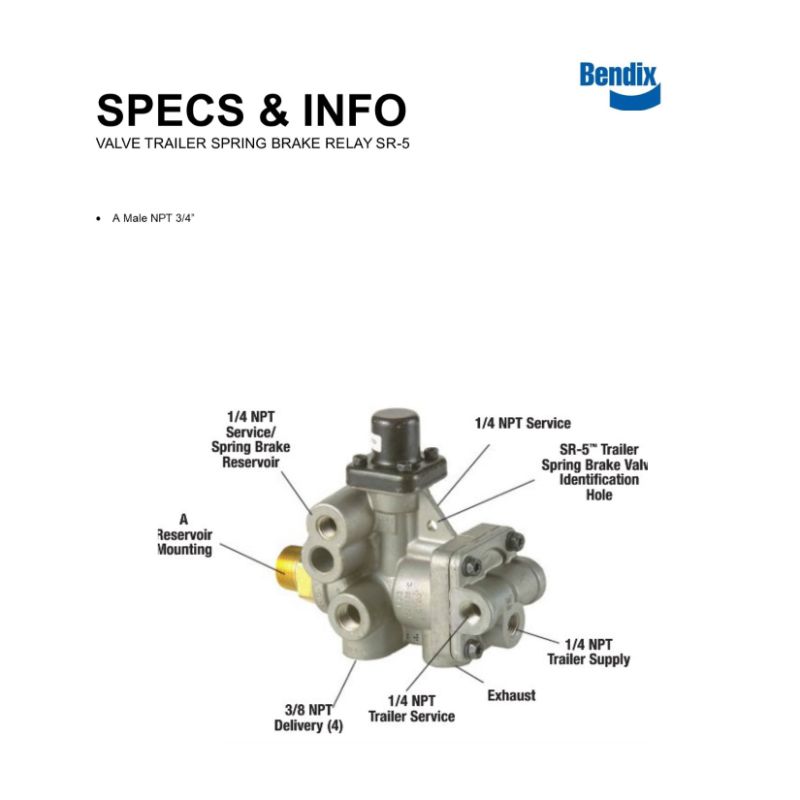 Bendix
SPECS & INFO
VALVE TRAILER SPRING BRAKE RELAY SR-5
• A Male NPT 3/4”
1/4 NPT
Service/
Spring Brake
Reservoir
1/4 NPT Service
SR-5™ Trailer
Spring Brake Valv
Identification
Hole
A
Reservoir
Mounting
1/4 NPT
Trailer Supply
Exhaust
1/4 NPT
Trailer Service
3/8 NPT
Delivery (4)